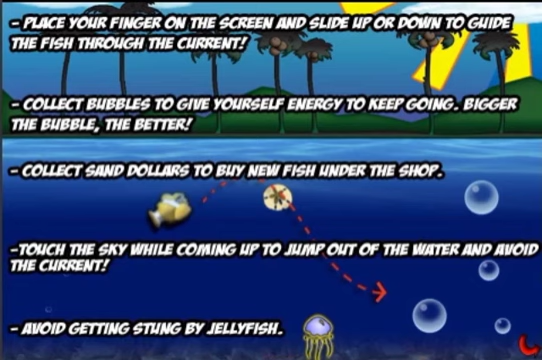 - PLACE YOUR FINGER ON THE SCREEN AND SLIDE UP OR DOWN TO GUIDE
THE FISH THROUGH THE CURRENT!
- COLLECT BUBBLES TO GIVE YOURSELF ENERGY TO KEEP GOING. BIGGER
THE BUBBLE, THE BETTER!
- COLLECT SAND DOLLARS TO BUY NEW FISH UNDER THE SHOP.
-TOUCH THE SKY WHILE COMING UP TO JUMP OUT OF THE WATER AND AVOID
THE CURRENT!
- AVOID GETTING STUNG BY JELLYFISH.